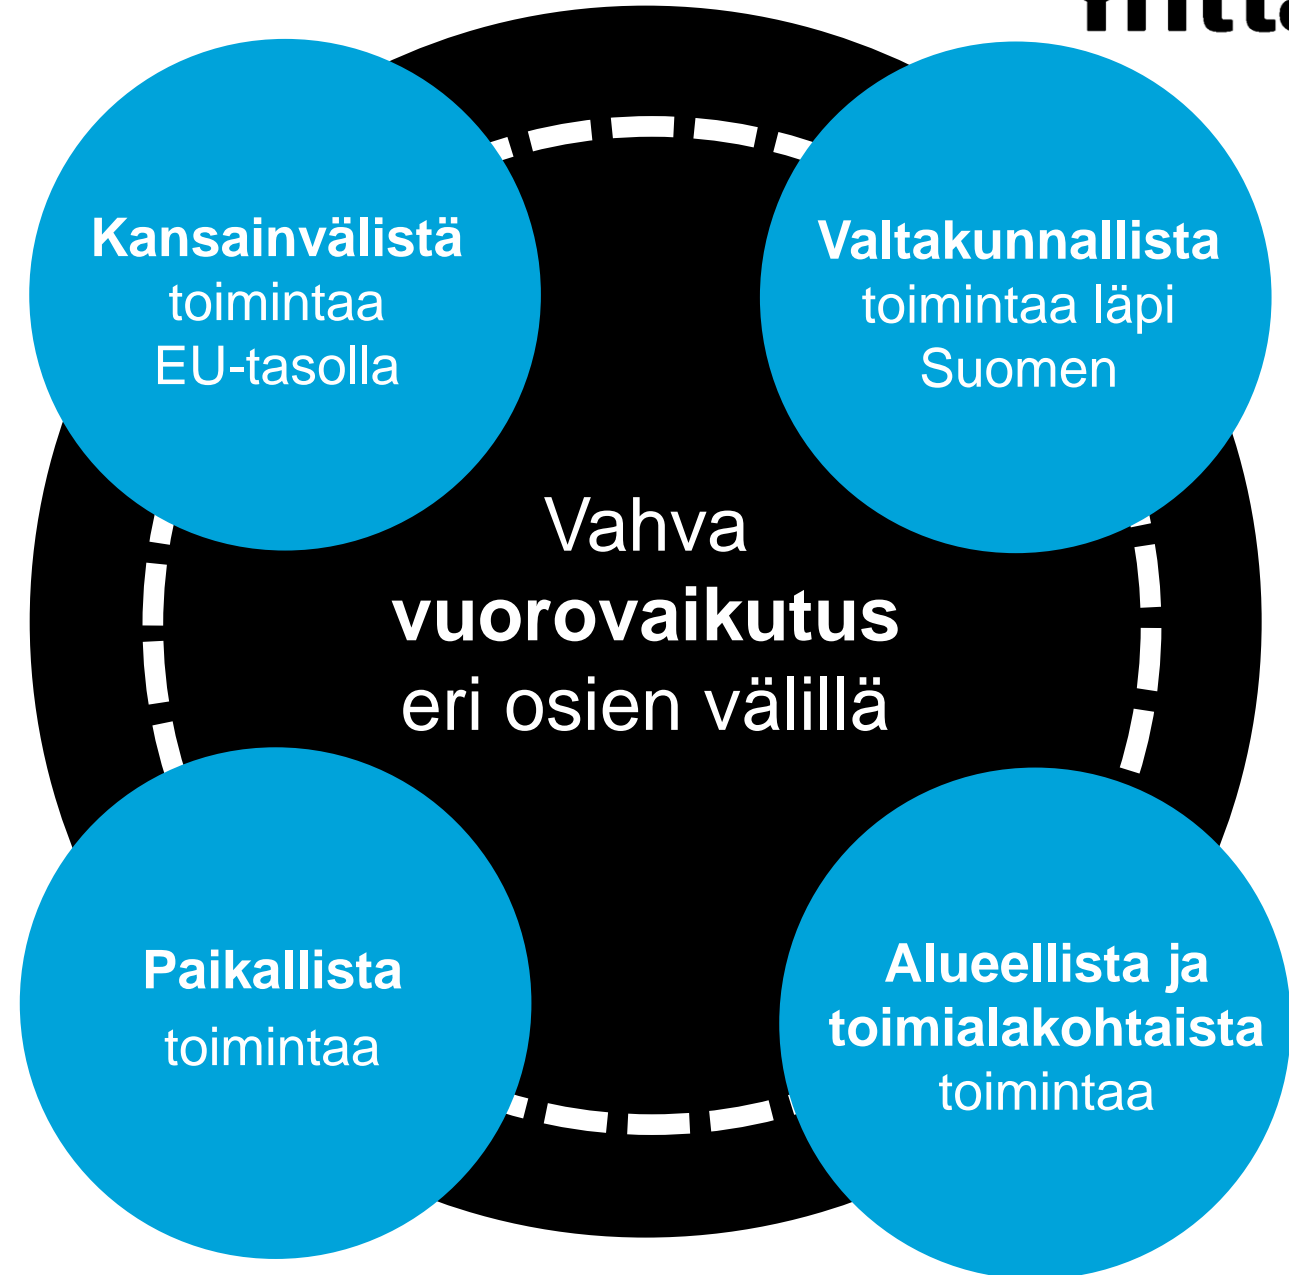 Kansainvälistä
toimintaa
EU-tasolla
Valtakunnallista
toimintaa läpi
Suomen
Vahva
vuorovaikutus
eri osien välillä
Paikallista
toimintaa
Alueellista ja
toimialakohtaista
toimintaa